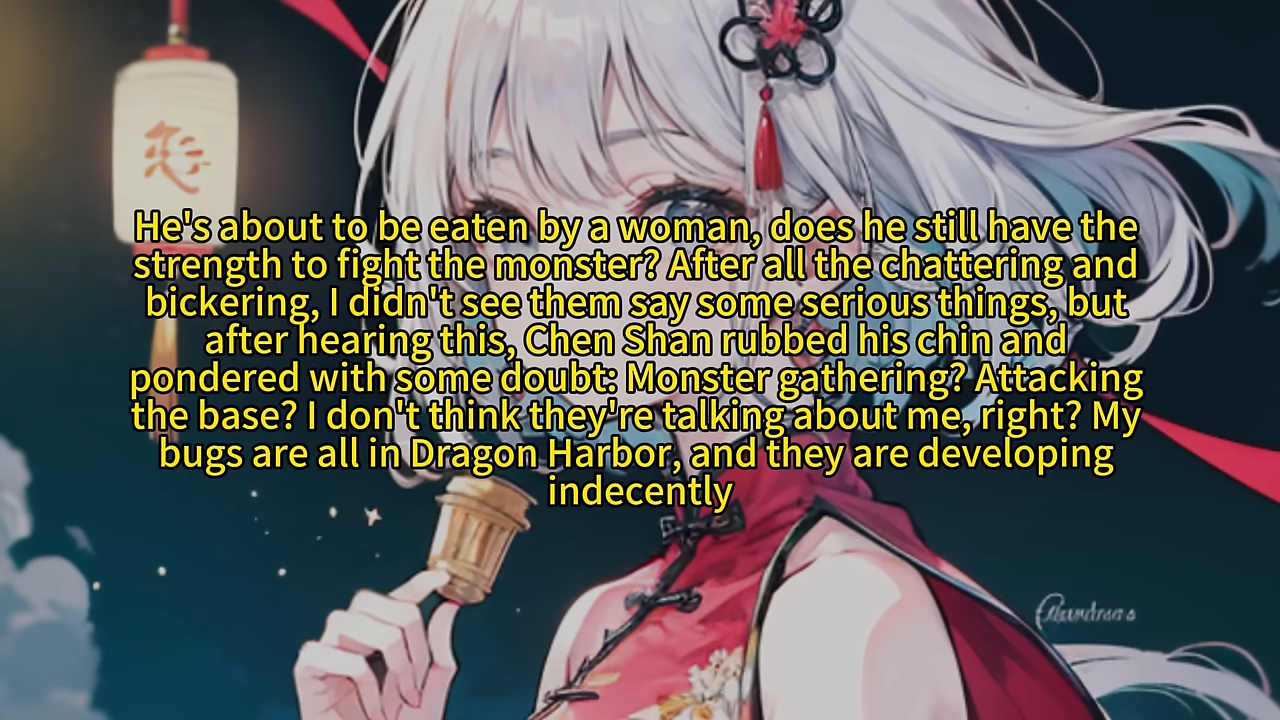 He's about to be eaten by a woman, does he still have the
strength to fight the monster? After all the chattering and
bickering, I didn't see them say some serious things, but
after hearing this, Chen Shan rubbed his chin and
pondered with some doubt: Monster gathering? Attacking
the base? I don't think they're talking about me, right? My
bugs are all in Dragon Harbor, and they are developing
indecently